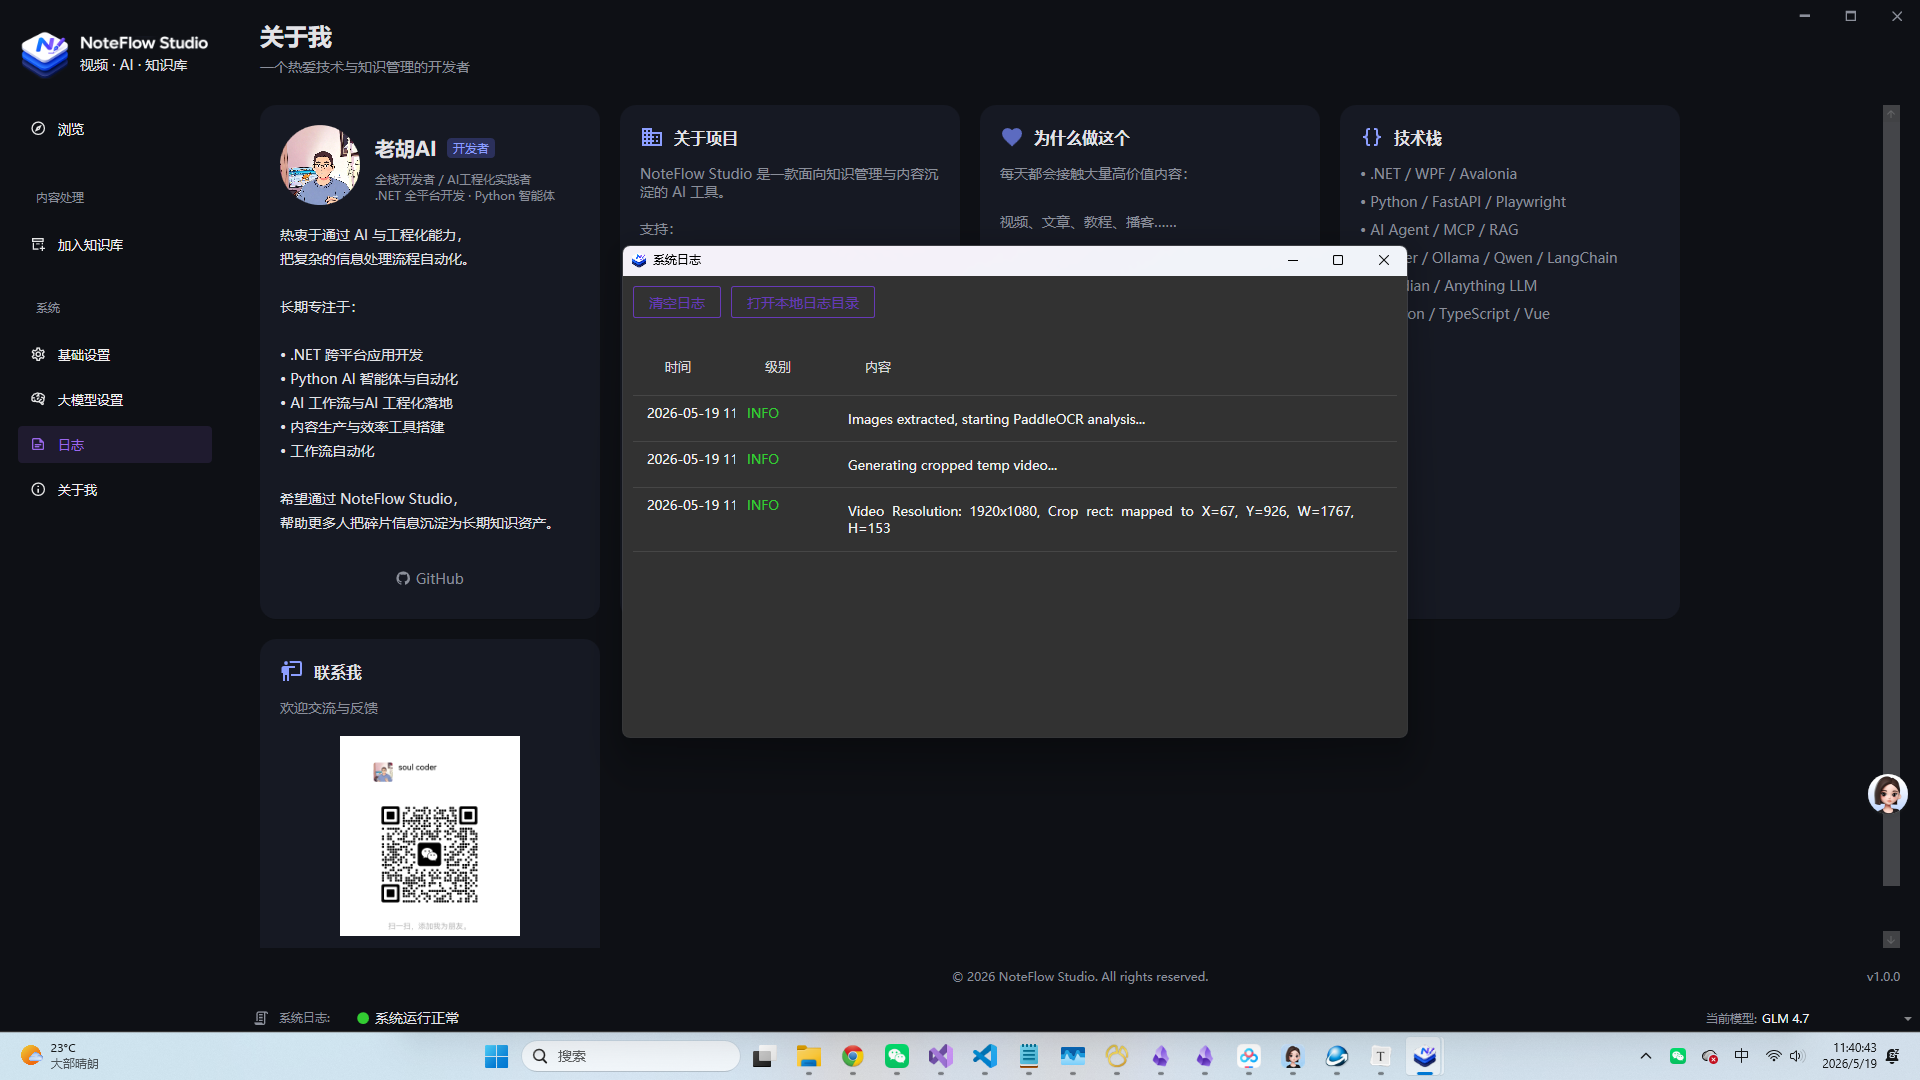 NoteFlow Studio
视频 · AI · 知识库
浏览
内容处理
加入知识库
系统
基础设置
大模型设置
日志
关于我
关于我
一个热爱技术与知识管理的开发者
老胡AI 开发者
全栈开发者 / AI工程化实践者
.NET 全平台开发 · Python 智能体
热衷于通过 AI 与工程化能力，
把复杂的信息处理流程自动化。
长期专注于：
• .NET 跨平台应用开发
• Python AI 智能体与自动化
• AI 工作流与AI 工程化落地
• 内容生产与效率工具搭建
• 工作流自动化
希望通过 NoteFlow Studio，
帮助更多人把碎片信息沉淀为长期知识资产。
GitHub
关于项目
NoteFlow Studio 是一款面向知识管理与内容沉
淀的 AI 工具。
支持：
为什么做这个
每天都会接触大量高价值内容：
视频、文章、教程、播客......
技术栈
• .NET / WPF / Avalonia
• Python / FastAPI / Playwright
• AI Agent / MCP / RAG
er / Ollama / Qwen / LangChain
lian / Anything LLM
on / TypeScript / Vue
系统日志
清空日志 打开本地日志目录
时间 级别 内容
2026-05-19 11 INFO Images extracted, starting PaddleOCR analysis...
2026-05-19 11 INFO Generating cropped temp video...
2026-05-19 11 INFO Video Resolution: 1920x1080, Crop rect: mapped to X=67, Y=926, W=1767,
H=153
联系我
欢迎交流与反馈
soul coder
扫一扫，添加我为朋友。
© 2026 NoteFlow Studio. All rights reserved.
v1.0.0
系统日志: 系统运行正常
当前模型: GLM 4.7
23°C
大部晴朗
搜索
中
11:40:43
2026/5/19